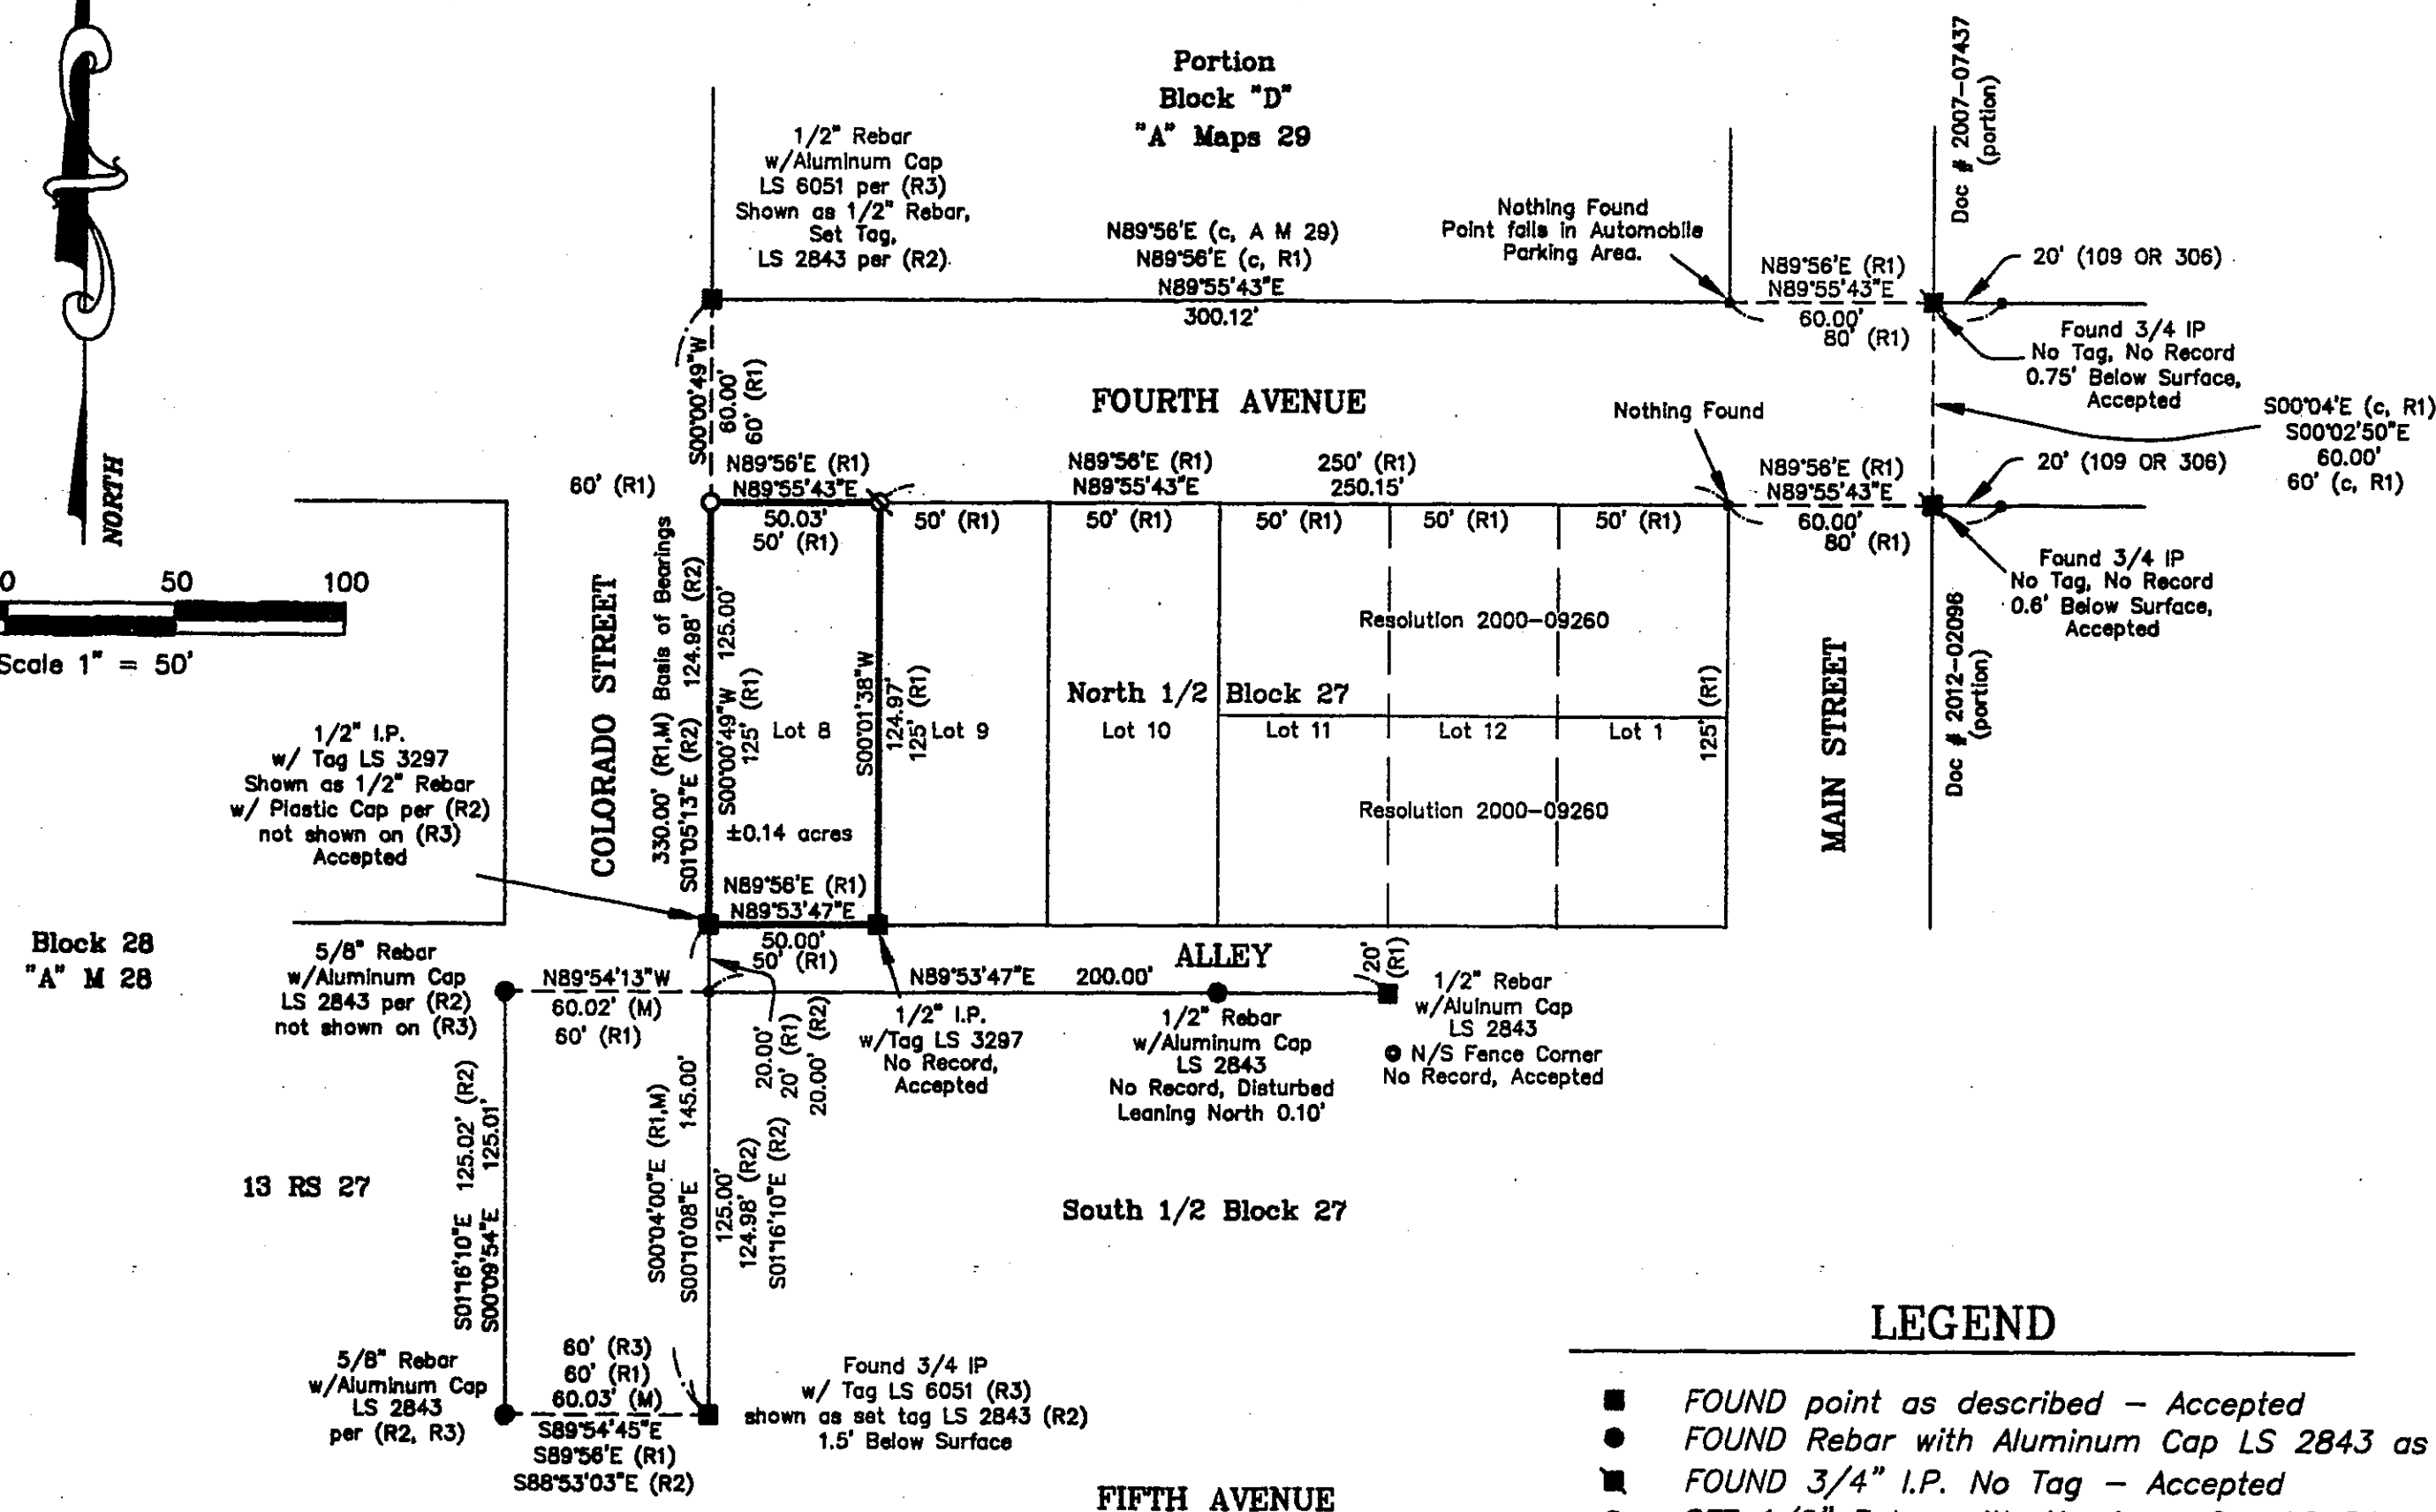 Portion
Block "D"
"A" Maps 29
1/2" Rebar
w/Aluminum Cap
LS 6051 per (R3)
Shown as 1/2" Rebar,
Set Tag,
LS 2843 per (R2)
N89°56'E (c, A M 29)
N89°56'E (c, R1)
N89°55'43"E
300.12'
Nothing Found
Point falls in Automobile
Parking Area.
N89°56'E (R1)
N89°55'43"E
60.00'
80' (R1)
Doc # 2007-07437
(portion)
20' (109 OR 306)
Found 3/4 IP
No Tag, No Record
0.75' Below Surface,
Accepted
S00°04'E (c, R1)
S00°02'50"E
60.00'
60' (c, R1)
NORTH
0 50 100
Scale 1" = 50'
S00°00'49"W
60.00'
60' (R1)
FOURTH AVENUE
Nothing Found
60' (R1)
N89°56'E (R1)
N89°55'43"E
50.03'
50' (R1)
N89°56'E (R1)
N89°55'43"E
250' (R1)
250.15'
50' (R1)
50' (R1)
50' (R1)
50' (R1)
50' (R1)
N89°56'E (R1)
N89°55'43"E
60.00'
80' (R1)
20' (109 OR 306)
Found 3/4 IP
No Tag, No Record
0.6' Below Surface,
Accepted
COLORADO STREET
330.00' (R1,M) Basis of Bearings
S01°05'13"E (R2) 124.98' (R2)
S00°00'49"W 125.00'
125' (R1)
Lot 8
±0.14 acres
S00°01'38"W
124.97'
125' (R1)
Lot 9
North 1/2 Block 27
Lot 10
Lot 11
Lot 12
Lot 1
Resolution 2000-09260
Resolution 2000-09260
125' (R1)
MAIN STREET
Doc # 2012-02096
(portion)
1/2" I.P.
w/ Tag LS 3297
Shown as 1/2" Rebar
w/ Plastic Cap per (R2)
not shown on (R3)
Accepted
N89°56'E (R1)
N89°53'47"E
50.00'
50' (R1)
Block 28
"A" M 28
5/8" Rebar
w/Aluminum Cap
LS 2843 per (R2)
not shown on (R3)
N89°54'13"W
60.02' (M)
60' (R1)
ALLEY
N89°53'47"E 200.00'
20'
(R1)
1/2" I.P.
w/Tag LS 3297
No Record,
Accepted
1/2" Rebar
w/Aluminum Cap
LS 2843
No Record, Disturbed
Leaning North 0.10'
1/2" Rebar
w/Aluinum Cap
LS 2843
N/S Fence Corner
No Record, Accepted
20.00'
20' (R1)
20.00' (R2)
S01°16'10"E 125.02' (R2)
S00°09'54"E 125.01'
S00°04'00"E (R1,M)
S00°10'08"E 145.00'
125.00'
124.98' (R2)
S01°16'10"E (R2)
13 RS 27
South 1/2 Block 27
5/8" Rebar
w/Aluminum Cap
LS 2843
per (R2, R3)
60' (R3)
60' (R1)
60.03' (M)
S89°54'45"E
S89°56'E (R1)
S88°53'03"E (R2)
Found 3/4 IP
w/ Tag LS 6051 (R3)
shown as set tag LS 2843 (R2)
1.5' Below Surface
FIFTH AVENUE
LEGEND
FOUND point as described – Accepted
FOUND Rebar with Aluminum Cap LS 2843 as
FOUND 3/4" I.P. No Tag – Accepted